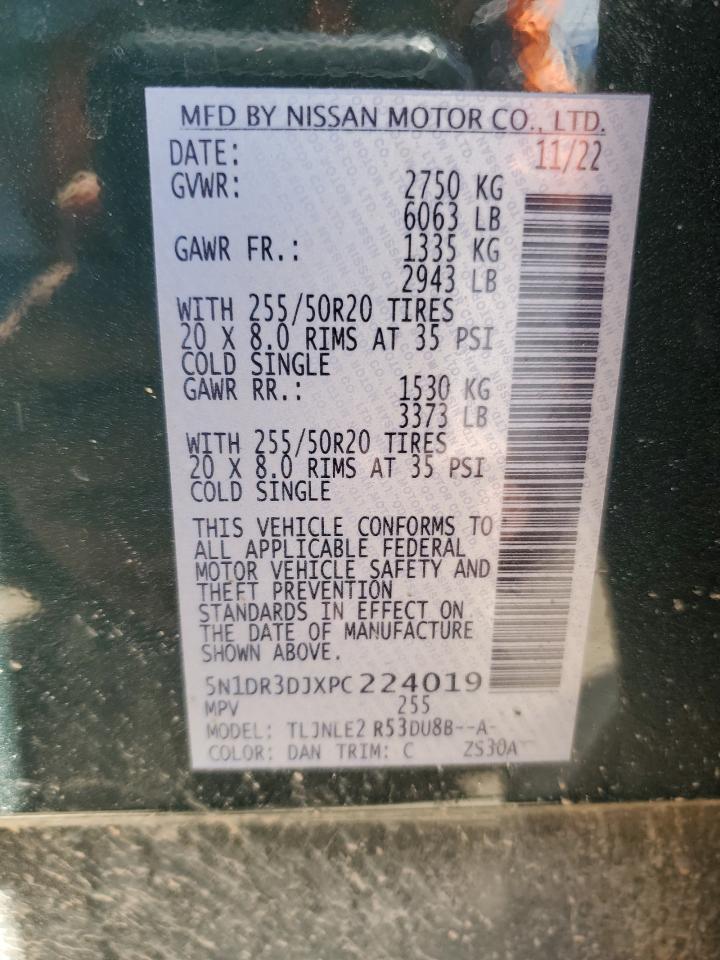 MFD BY NISSAN MOTOR CO., LTD.
DATE: 11/22
GVWR: 2750 KG
6063 LB
GAWR FR.: 1335 KG
2943 LB
WITH 255/50R20 TIRES
20 X 8.0 RIMS AT 35 PSI
COLD SINGLE
GAWR RR.: 1530 KG
3373 LB
WITH 255/50R20 TIRES
20 X 8.0 RIMS AT 35 PSI
COLD SINGLE
THIS VEHICLE CONFORMS TO
ALL APPLICABLE FEDERAL
MOTOR VEHICLE SAFETY AND
THEFT PREVENTION
STANDARDS IN EFFECT ON
THE DATE OF MANUFACTURE
SHOWN ABOVE.
5N1DR3DJXPC224019
MPV 255
MODEL: TLJNLE2 R53DU8B--A-
COLOR: DAN TRIM: C ZS30A